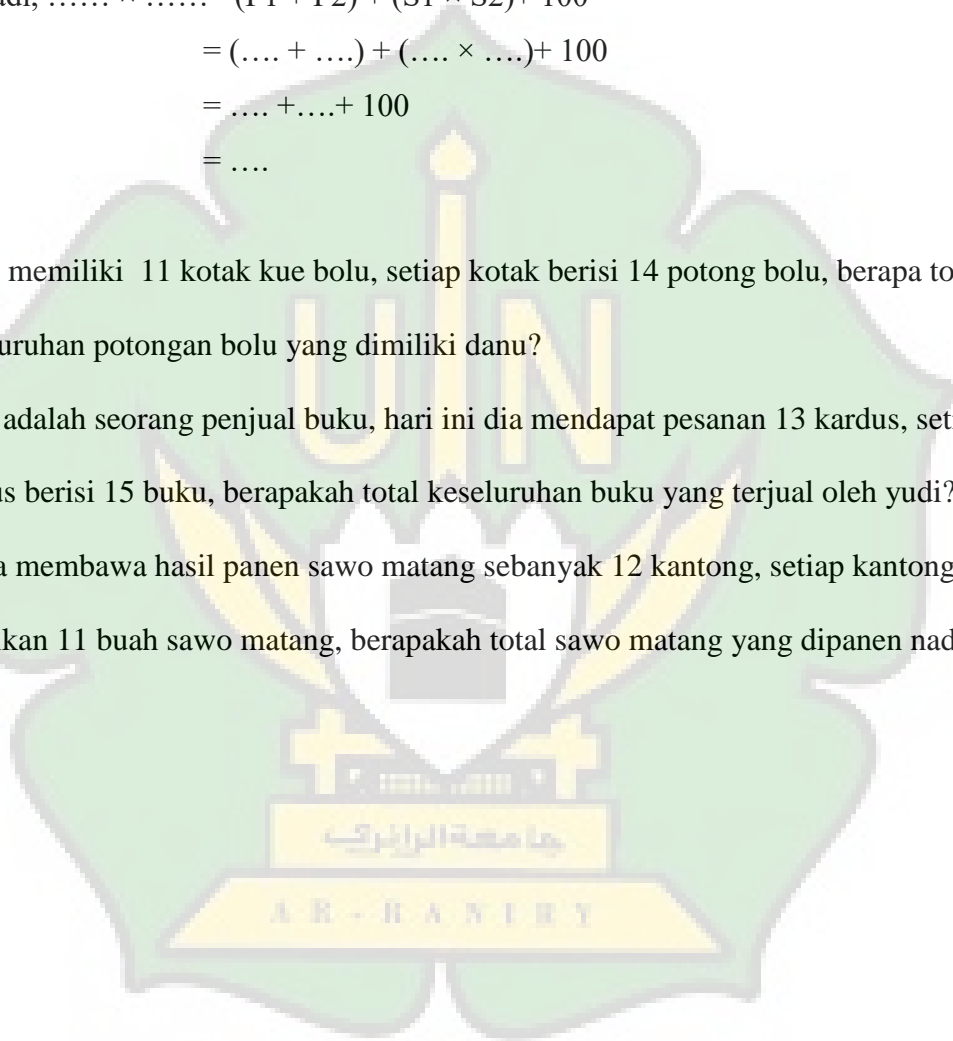 = (…. + ….) + (…. × ….)+ 100
= …. +….+ 100
= ….
memiliki 11 kotak kue bolu, setiap kotak berisi 14 potong bolu, berapa to
uruhan potongan bolu yang dimiliki danu?
adalah seorang penjual buku, hari ini dia mendapat pesanan 13 kardus, set
us berisi 15 buku, berapakah total keseluruhan buku yang terjual oleh yudi?
a membawa hasil panen sawo matang sebanyak 12 kantong, setiap kantong
kan 11 buah sawo matang, berapakah total sawo matang yang dipanen nad
UIN
جامعة الرانري
AR-RANIRY